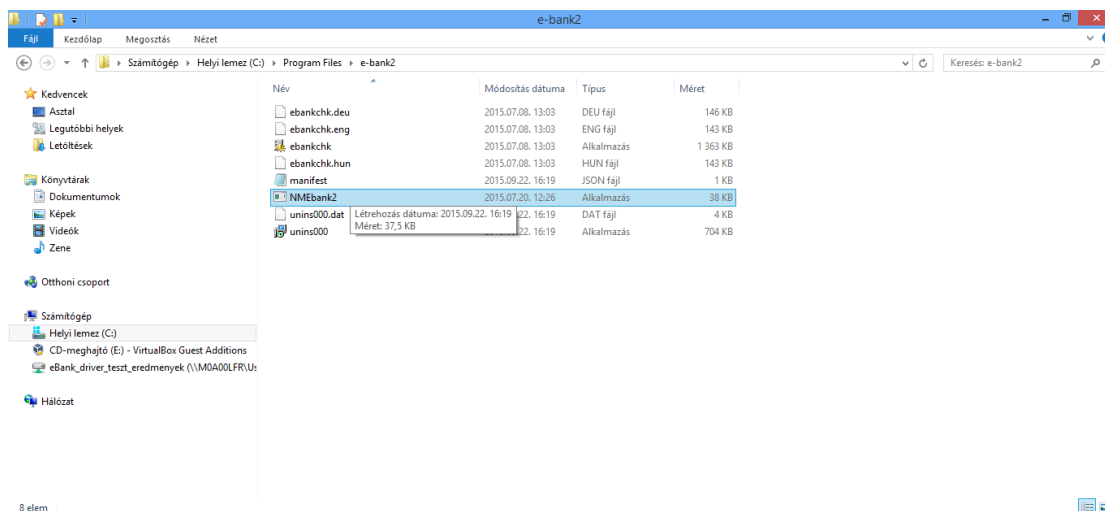 e-bank2
Fájl Kezdőlap Megosztás Nézet
Számítógép Helyi lemez (C:) Program Files e-bank2
Keresés: e-bank2
Kedvencek
Asztal
Legutóbbi helyek
Letöltések
Könyvtárak
Dokumentumok
Képek
Videók
Zene
Otthoni csoport
Számítógép
Helyi lemez (C:)
CD-meghajtó (E:) - VirtualBox Guest Additions
eBank_driver_teszt_eredmenyek (\\M0A00LFR\Us
Hálózat
Név Módosítás dátuma Típus Méret
ebankchk.deu 2015.07.08. 13:03 DEU fájl 146 KB
ebankchk.eng 2015.07.08. 13:03 ENG fájl 143 KB
ebankchk 2015.07.08. 13:03 Alkalmazás 1 363 KB
ebankchk.hun 2015.07.08. 13:03 HUN fájl 143 KB
manifest 2015.09.22. 16:19 JSON fájl 1 KB
NMEbank2 2015.07.20. 12:26 Alkalmazás 38 KB
unins000.dat 22. 16:19 DAT fájl 4 KB
unins000 22. 16:19 Alkalmazás 704 KB
Létrehozás dátuma: 2015.09.22. 16:19
Méret: 37,5 KB
8 elem